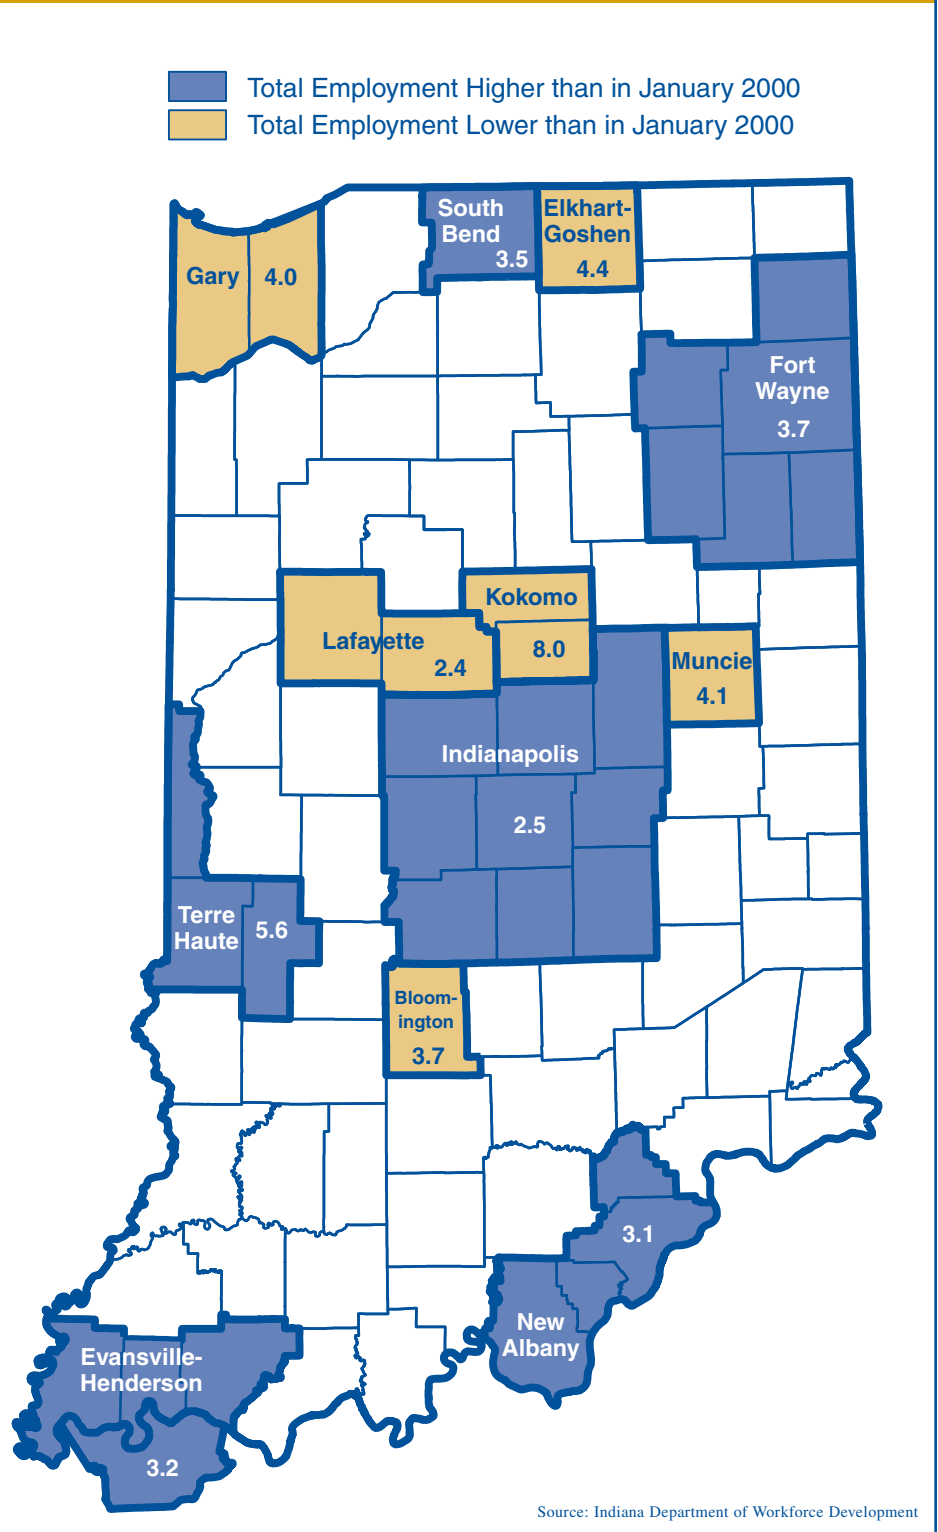 Total Employment Higher than in January 2000
Total Employment Lower than in January 2000
South
Bend
3.5
Elkhart-
Goshen
4.4
Gary 4.0
Fort
Wayne
3.7
Kokomo
8.0
Lafayette
2.4
Muncie
4.1
Indianapolis
2.5
Terre
Haute
5.6
Bloom-
ington
3.7
3.1
New
Albany
Evansville-
Henderson
3.2
Source: Indiana Department of Workforce Development